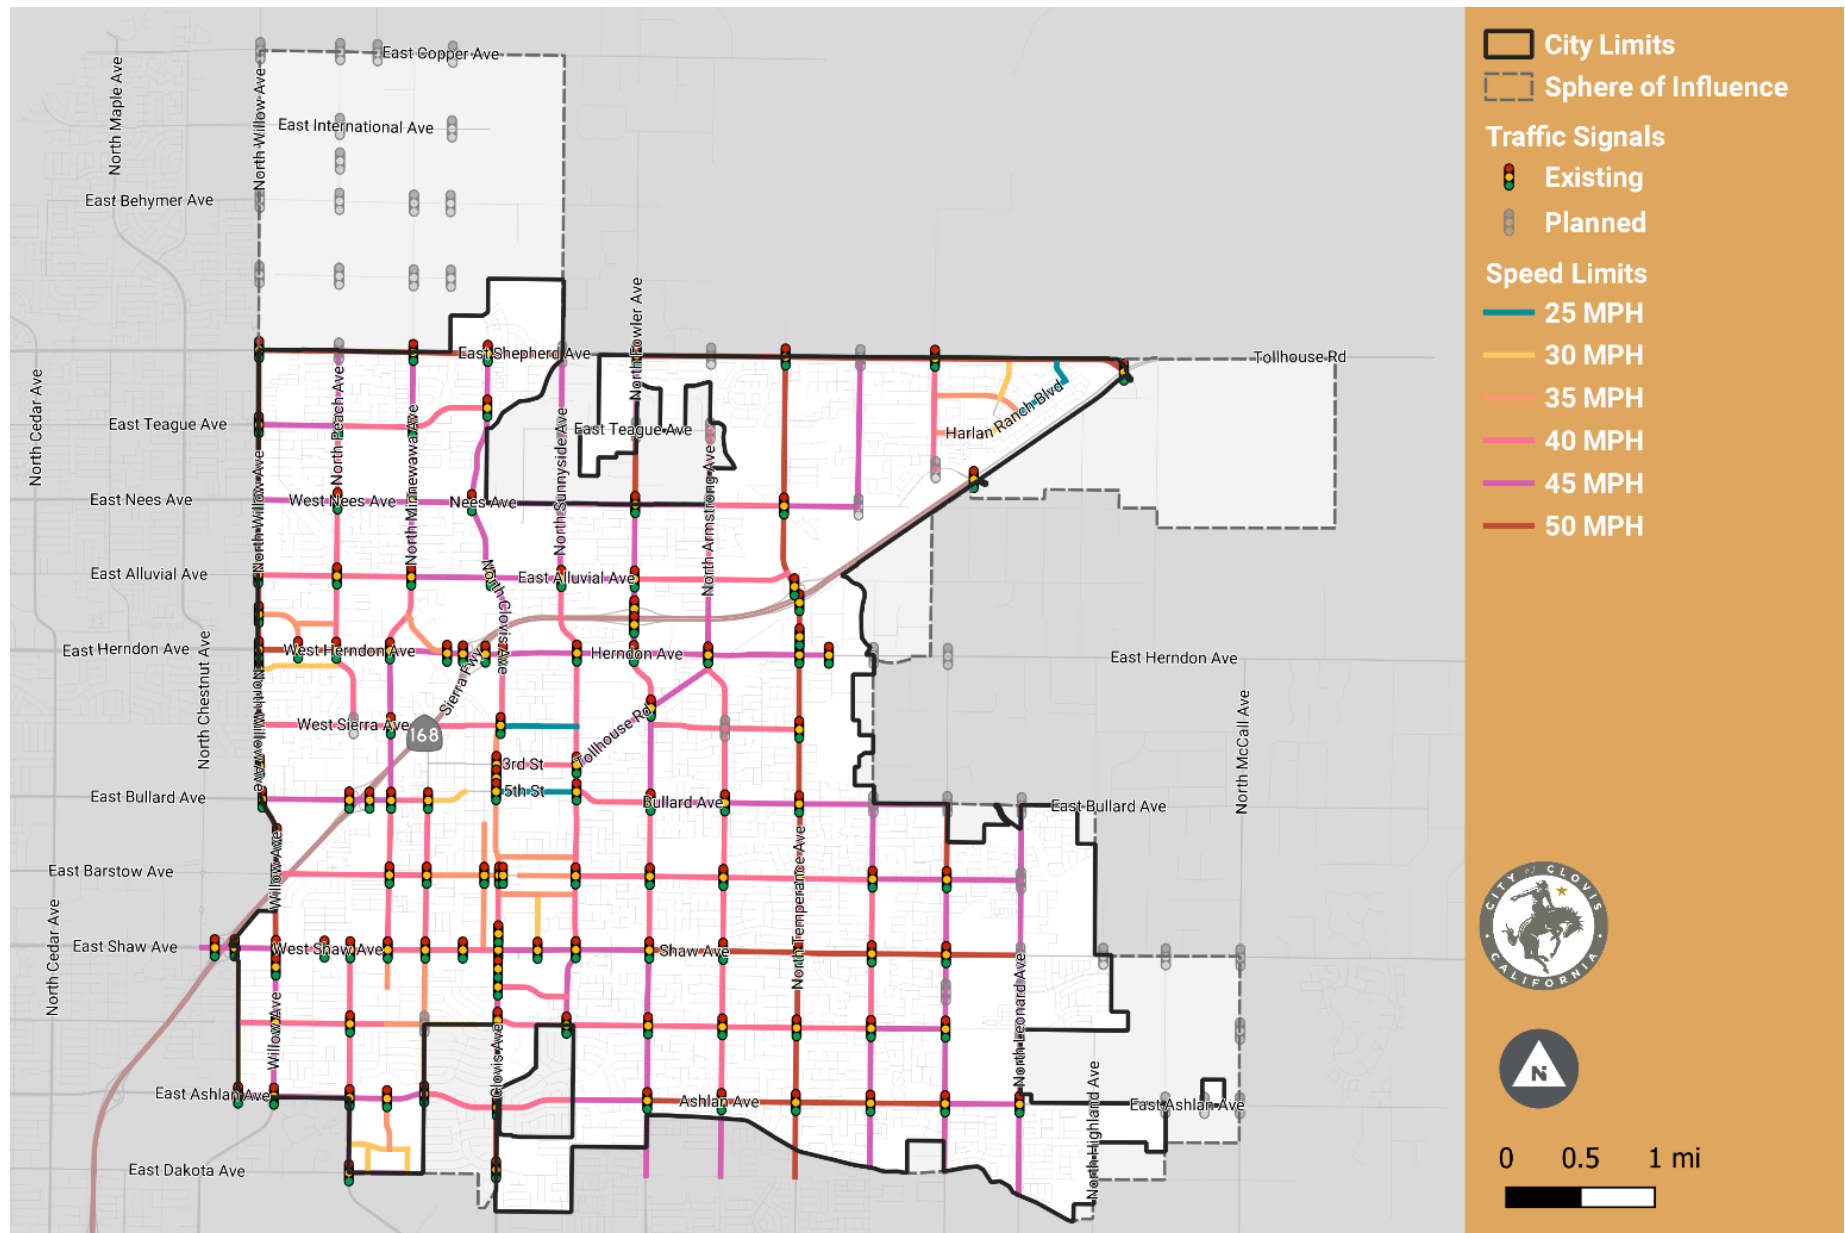 East Copper Ave
North Maple Ave
North Willow Ave
East International Ave
East Behymer Ave
North Fowler Ave
East Shepherd Ave
Tollhouse Rd
North Cedar Ave
North Peach Ave
North Minnewawa Ave
North Sunnyside Ave
East Teague Ave
East Teague Ave
Harlan Ranch Blvd
North Willow Ave
North Armstrong Ave
East Nees Ave
West Nees Ave
Nees Ave
East Alluvial Ave
East Alluvial Ave
North Clovis Ave
North Chestnut Ave
East Herndon Ave
West Herndon Ave
Herndon Ave
East Herndon Ave
Sierra Fwy
North Willow Ave
North McCall Ave
West Sierra Ave
168
Tollhouse Rd
3rd St
5th St
East Bullard Ave
Bullard Ave
East Bullard Ave
Willow Ave
North Temperance Ave
East Barstow Ave
North Cedar Ave
East Shaw Ave
West Shaw Ave
Shaw Ave
Willow Ave
North Leonard Ave
Clovis Ave
North Highland Ave
East Ashlan Ave
Ashlan Ave
East Ashlan Ave
East Dakota Ave
City Limits
Sphere of Influence
Traffic Signals
Existing
Planned
Speed Limits
25 MPH
30 MPH
35 MPH
40 MPH
45 MPH
50 MPH
CITY of CLOVIS
CALIFORNIA
N
0 0.5 1 mi